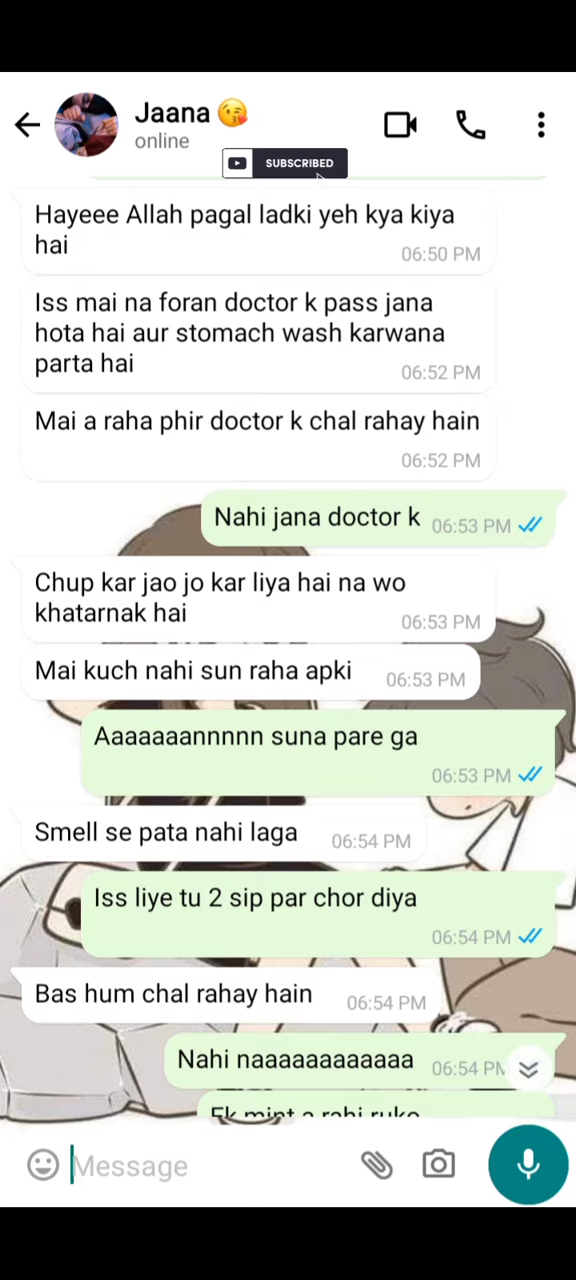 Jaana 😘
online
SUBSCRIBED
Hayeee Allah pagal ladki yeh kya kiya
hai
06:50 PM
Iss mai na foran doctor k pass jana
hota hai aur stomach wash karwana
parta hai
06:52 PM
Mai a raha phir doctor k chal rahay hain
06:52 PM
Nahi jana doctor k 06:53 PM
Chup kar jao jo kar liya hai na wo
khatarnak hai
06:53 PM
Mai kuch nahi sun raha apki 06:53 PM
Aaaaaaannnnn suna pare ga
06:53 PM
Smell se pata nahi laga 06:54 PM
Iss liye tu 2 sip par chor diya
06:54 PM
Bas hum chal rahay hain 06:54 PM
Nahi naaaaaaaaaaaa 06:54 PM
Ek mint a rahi ruko
Message